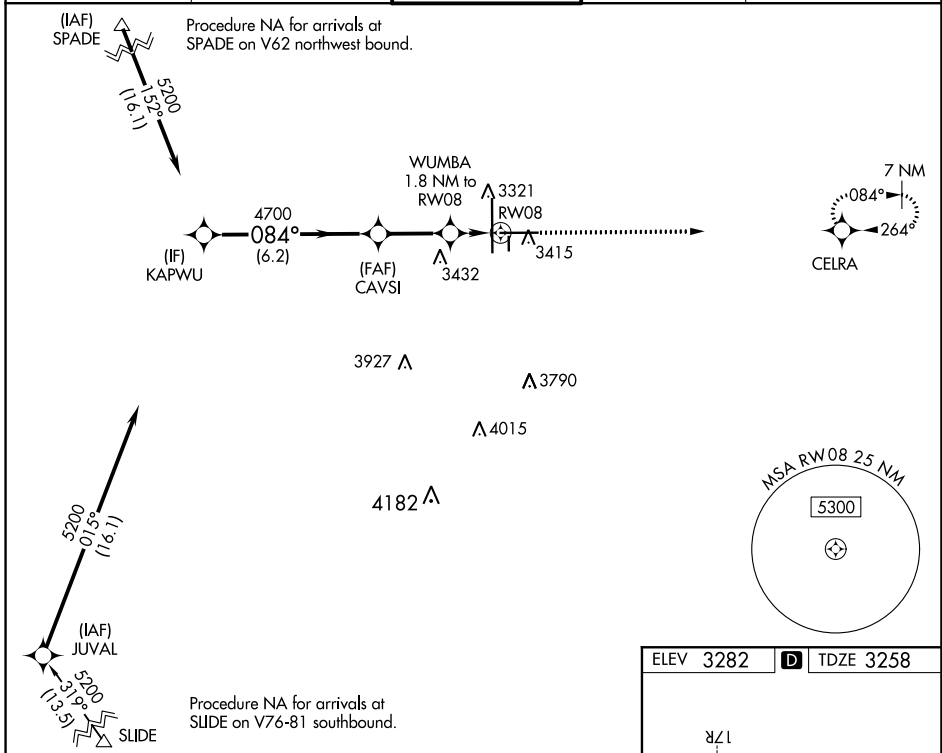 (IAF)
SPADE
Procedure NA for arrivals at
SPADE on V62 northwest bound.
5200
152°
(16.1)
WUMBA
1.8 NM to
RW08
3321
RW08
7 NM
084°
264°
4700
084°
(6.2)
(IF)
KAPWU
(FAF)
CAVSI
3432
3415
CELRA
3927
3790
4015
4182
MSA RW08 25 NM
5300
5200
015°
(16.1)
(IAF)
JUVAL
5200
319°
(13.5)
SLIDE
Procedure NA for arrivals at
SLIDE on V76-81 southbound.
ELEV 3282
D
TDZE 3258
17R